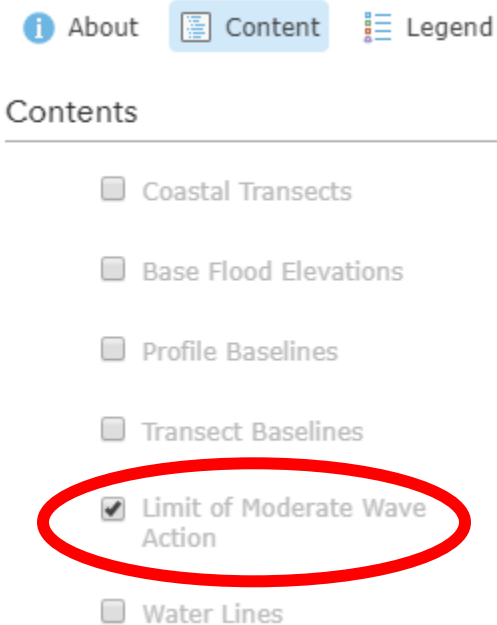 About Content Legend
Contents
Coastal Transects
Base Flood Elevations
Profile Baselines
Transect Baselines
Limit of Moderate Wave
Action
Water Lines